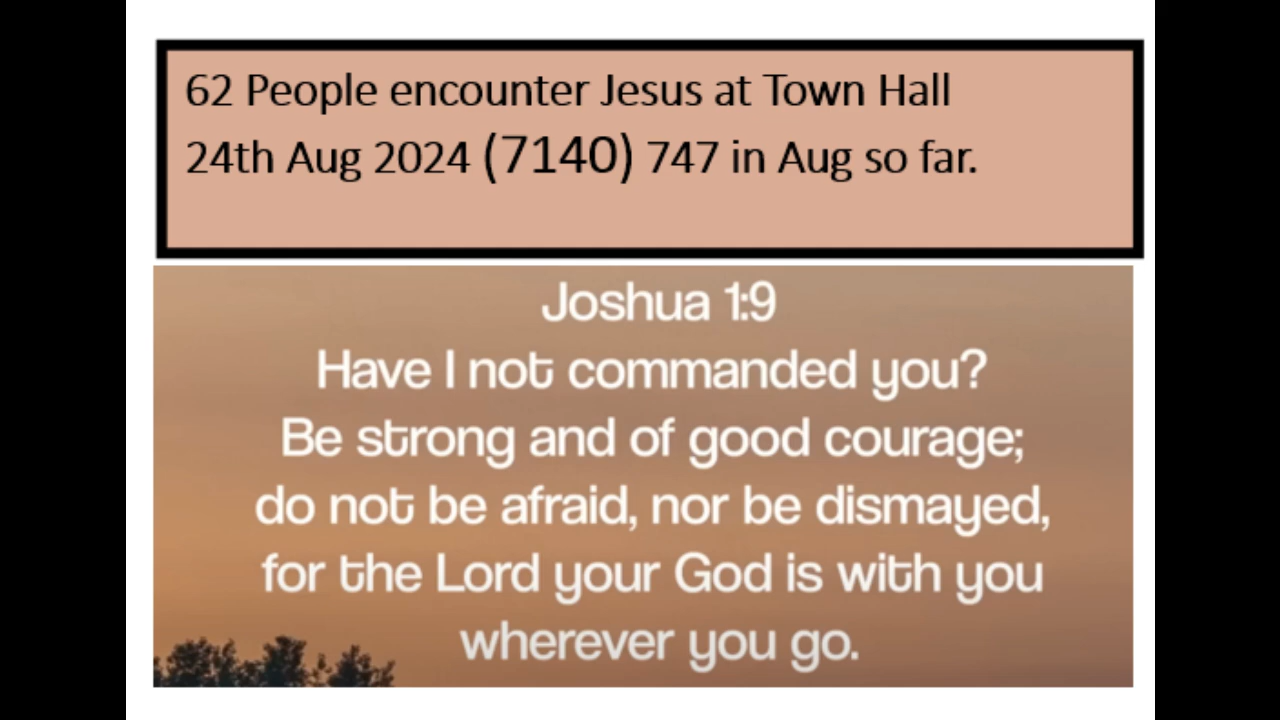 62 People encounter Jesus at Town Hall
24th Aug 2024 (7140) 747 in Aug so far.
Joshua 1:9
Have I not commanded you?
Be strong and of good courage;
do not be afraid, nor be dismayed,
for the Lord your God is with you
wherever you go.